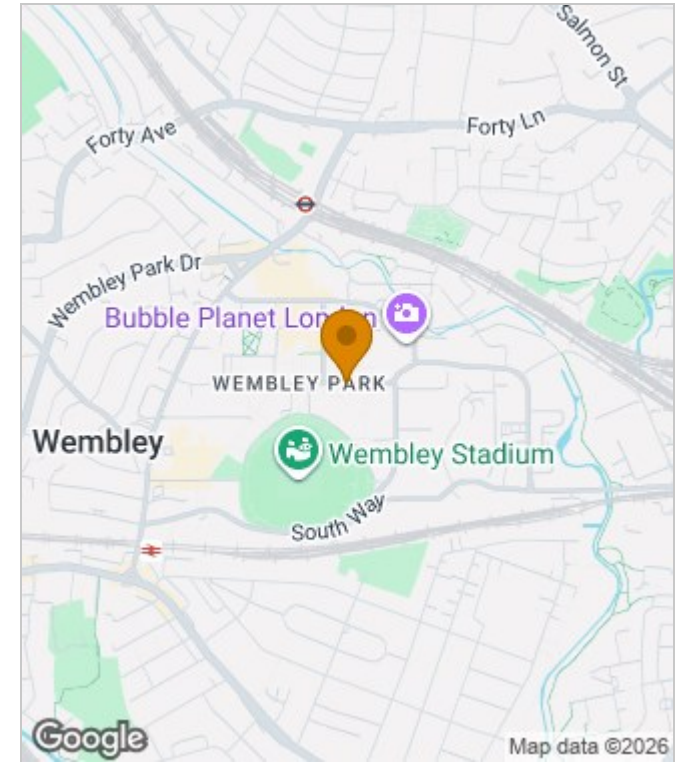 Salmon St
Forty Ave
Forty Ln
Wembley Park Dr
Bubble Planet London
WEMBLEY PARK
Wembley
Wembley Stadium
South Way
Google
Map data ©2026